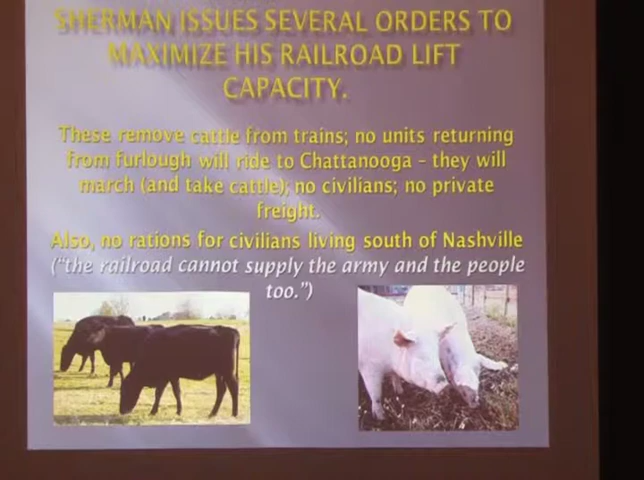 SHERMAN ISSUES SEVERAL ORDERS TO
MAXIMIZE HIS RAILROAD LIFT
CAPACITY.
These remove cattle from trains; no units returning
from furlough will ride to Chattanooga – they will
march (and take cattle); no civilians; no private
freight.
Also, no rations for civilians living south of Nashville
("the railroad cannot supply the army and the people
too.")